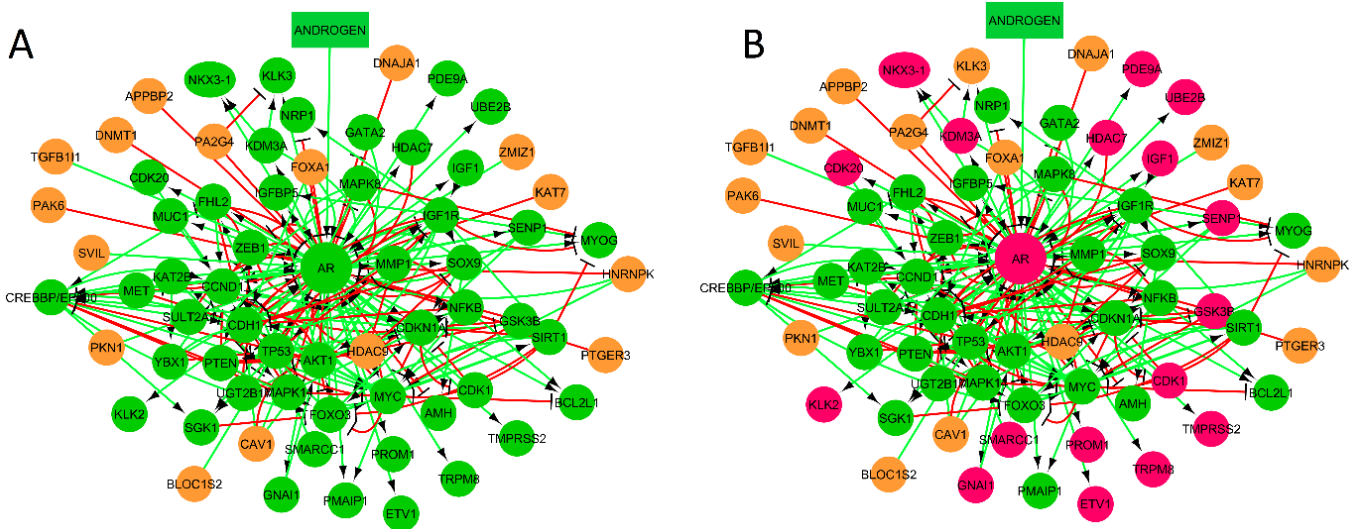 A
ANDROGEN
NKX3-1
KLK3
DNAJA1
PDE9A
APPBP2
UBE2B
NRP1
DNMT1
PA2G4
GATA2
KDM3A
HDAC7
ZMIZ1
TGFB1I1
FOXA1
IGF1
CDK20
IGFBP5
MAPK8
KAT7
PAK6
FHL2
MUC1
IGF1R
SENP1
ZEB1
MYOG
SVIL
AR
MMP1
SOX9
KAT2B
HNRNPK
CREBBP/EP300
MET
CCND1
NFKB
SULT2A1
CDH1
CDKN1A
GSK3B
SIRT1
PKN1
YBX1
PTEN
TP53
AKT1
HDAC9
PTGER3
UGT2B1
MAPK14
CDK1
MYC
KLK2
FOXO3
AMH
BCL2L1
SGK1
CAV1
SMARCC1
TMPRSS2
PROM1
BLOC1S2
TRPM8
GNAI1
PMAIP1
ETV1
B
ANDROGEN
NKX3-1
KLK3
DNAJA1
PDE9A
APPBP2
UBE2B
NRP1
DNMT1
PA2G4
GATA2
KDM3A
HDAC7
ZMIZ1
TGFB1I1
FOXA1
IGF1
CDK20
IGFBP5
MAPK8
KAT7
PAK6
FHL2
MUC1
IGF1R
SENP1
ZEB1
MYOG
SVIL
AR
MMP1
SOX9
KAT2B
HNRNPK
CREBBP/EP300
MET
CCND1
NFKB
SULT2A1
CDH1
CDKN1A
GSK3B
SIRT1
PKN1
YBX1
PTEN
TP53
AKT1
HDAC9
PTGER3
UGT2B1
MAPK14
CDK1
MYC
KLK2
FOXO3
AMH
BCL2L1
SGK1
CAV1
SMARCC1
TMPRSS2
PROM1
BLOC1S2
TRPM8
GNAI1
PMAIP1
ETV1